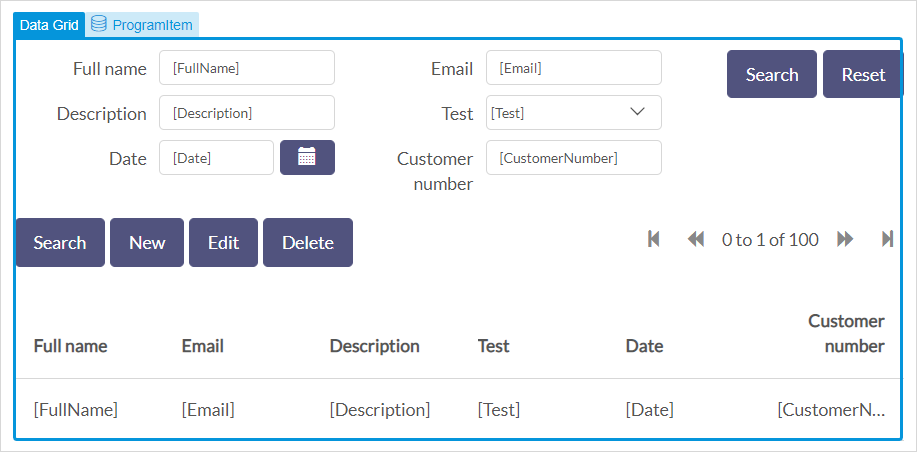 Data Grid ProgramItem
Full name [FullName] Email [Email] Search Reset
Description [Description] Test [Test]
Date [Date] Customer number [CustomerNumber]
Search New Edit Delete 0 to 1 of 100
Full name Email Description Test Date Customer number
[FullName] [Email] [Description] [Test] [Date] [CustomerN...